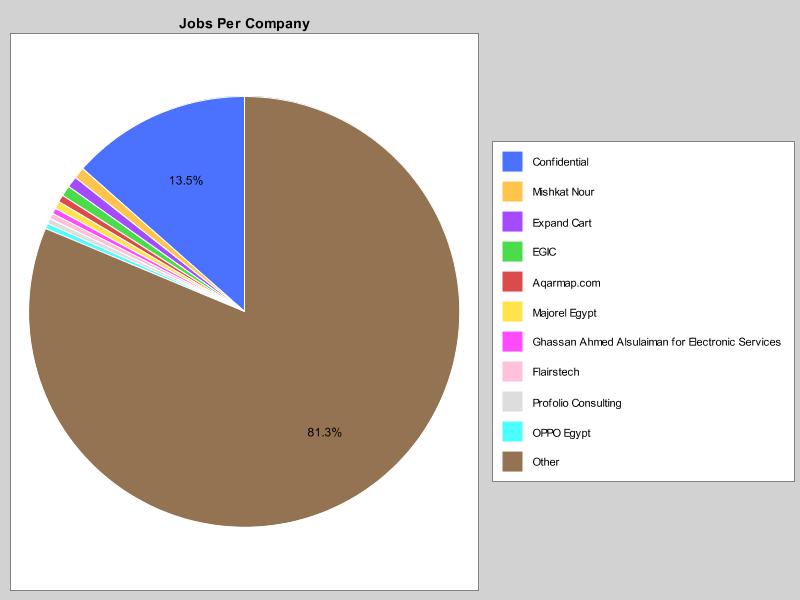 Jobs Per Company
13.5%
81.3%
Confidential
Mishkat Nour
Expand Cart
EGIC
Aqarmap.com
Majorel Egypt
Ghassan Ahmed Alsulaiman for Electronic Services
Flairstech
Profolio Consulting
OPPO Egypt
Other